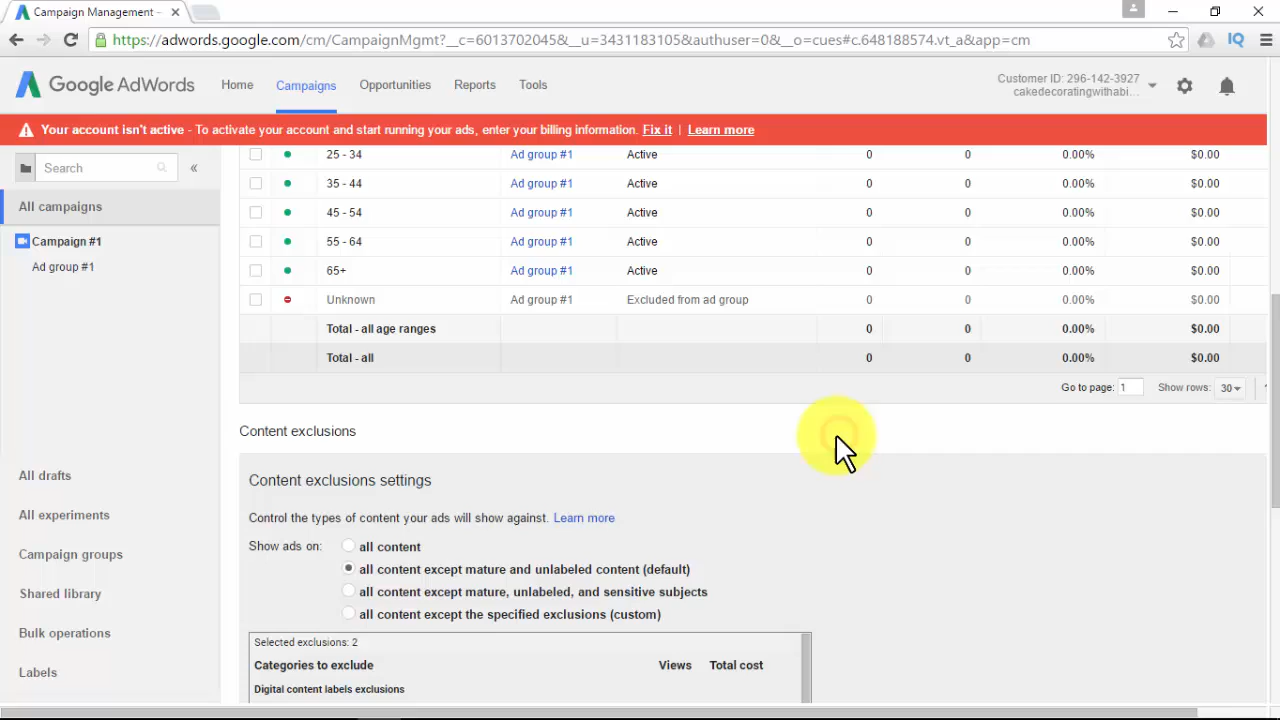 Campaign Management -
https://adwords.google.com/cm/CampaignMgmt?__c=6013702045&__u=3431183105&authuser=0&__o=cues#c.648188574.vt_a&app=cm
IQ
Google AdWords Home Campaigns Opportunities Reports Tools
Customer ID: 296-142-3927
cakedecoratingwithabi...
Your account isn't active - To activate your account and start running your ads, enter your billing information. Fix it | Learn more
Search «
All campaigns
Campaign #1
Ad group #1
All drafts
All experiments
Campaign groups
Shared library
Bulk operations
Labels
25 - 34 Ad group #1 Active 0 0 0.00% $0.00
35 - 44 Ad group #1 Active 0 0 0.00% $0.00
45 - 54 Ad group #1 Active 0 0 0.00% $0.00
55 - 64 Ad group #1 Active 0 0 0.00% $0.00
65+ Ad group #1 Active 0 0 0.00% $0.00
Unknown Ad group #1 Excluded from ad group 0 0 0.00% $0.00
Total - all age ranges 0 0 0.00% $0.00
Total - all 0 0 0.00% $0.00
Go to page: 1 Show rows: 30
Content exclusions
Content exclusions settings
Control the types of content your ads will show against. Learn more
Show ads on: all content
all content except mature and unlabeled content (default)
all content except mature, unlabeled, and sensitive subjects
all content except the specified exclusions (custom)
Selected exclusions: 2
Categories to exclude Views Total cost
Digital content labels exclusions